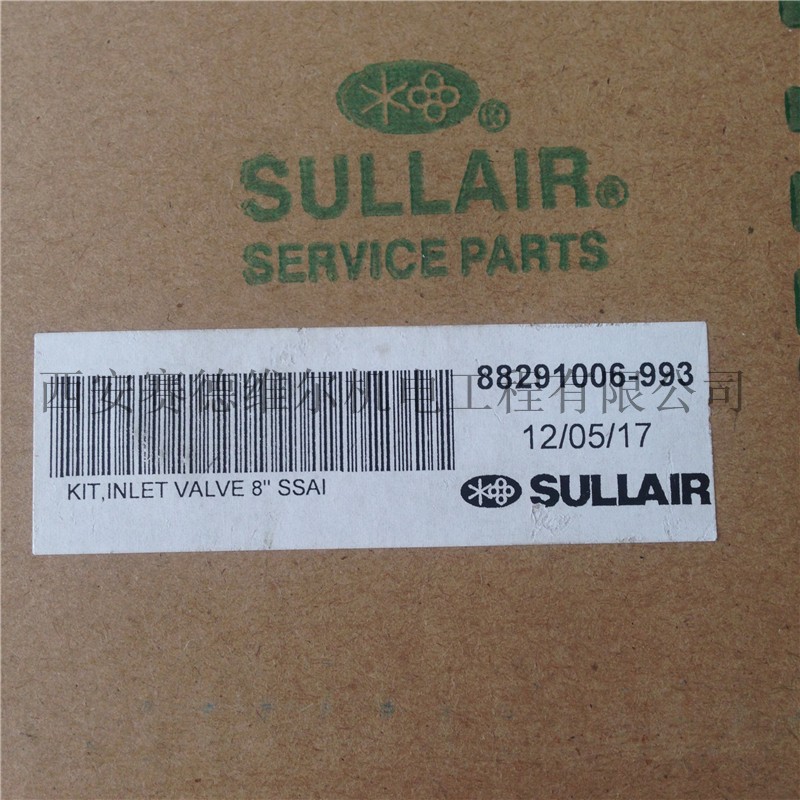 ®
SULLAIR®
SERVICE PARTS
88291006-993
西安赛德维尔机电工程有限公司
12/05/17
KIT,INLET VALVE 8" SSAI
SULLAIR